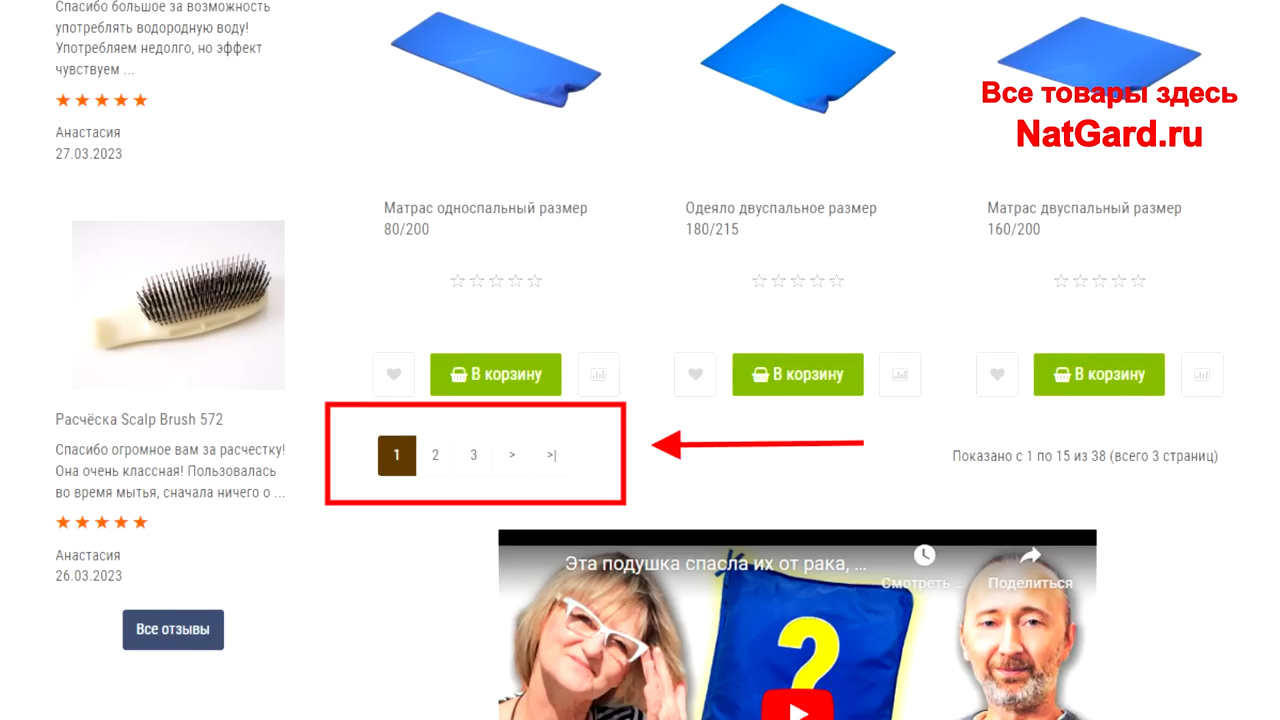 Спасибо большое за возможность
употреблять водородную воду!
Употребляем недолго, но эффект
чувствуем ...
Анастасия
27.03.2023
Расчёска Scalp Brush 572
Спасибо огромное вам за расчестку!
Она очень классная! Пользовалась
во время мытья, сначала ничего о ...
Анастасия
26.03.2023
Все отзывы
Все товары здесь
NatGard.ru
Матрас односпальный размер
80/200
Одеяло двуспальное размер
180/215
Матрас двуспальный размер
160/200
В корзину
В корзину
В корзину
1 2 3 > >|
Показано с 1 по 15 из 38 (всего 3 страниц)
Эта подушка спасла их от рака, ...
Смотреть ...
Поделиться
?